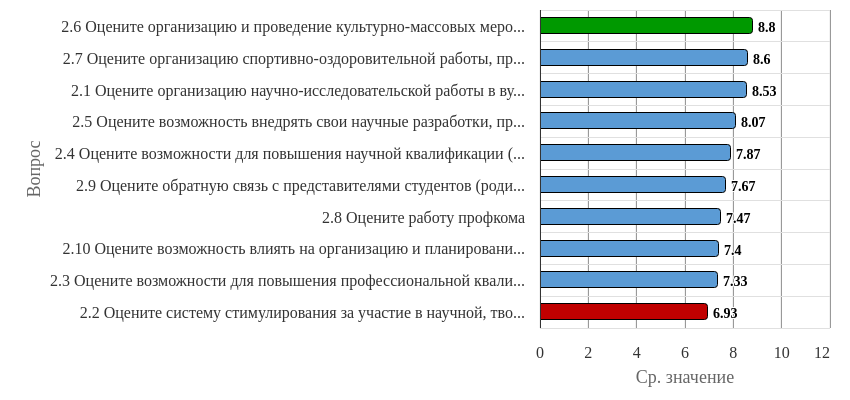 2.6 Оцените организацию и проведение культурно-массовых меро... 8.8
2.7 Оцените организацию спортивно-оздоровительной работы, пр... 8.6
2.1 Оцените организацию научно-исследовательской работы в ву... 8.53
2.5 Оцените возможность внедрять свои научные разработки, пр... 8.07
2.4 Оцените возможности для повышения научной квалификации (... 7.87
2.9 Оцените обратную связь с представителями студентов (роди... 7.67
2.8 Оцените работу профкома 7.47
2.10 Оцените возможность влиять на организацию и планировани... 7.4
2.3 Оцените возможности для повышения профессиональной квали... 7.33
2.2 Оцените систему стимулирования за участие в научной, тво... 6.93
Вопрос
0 2 4 6 8 10 12
Ср. значение